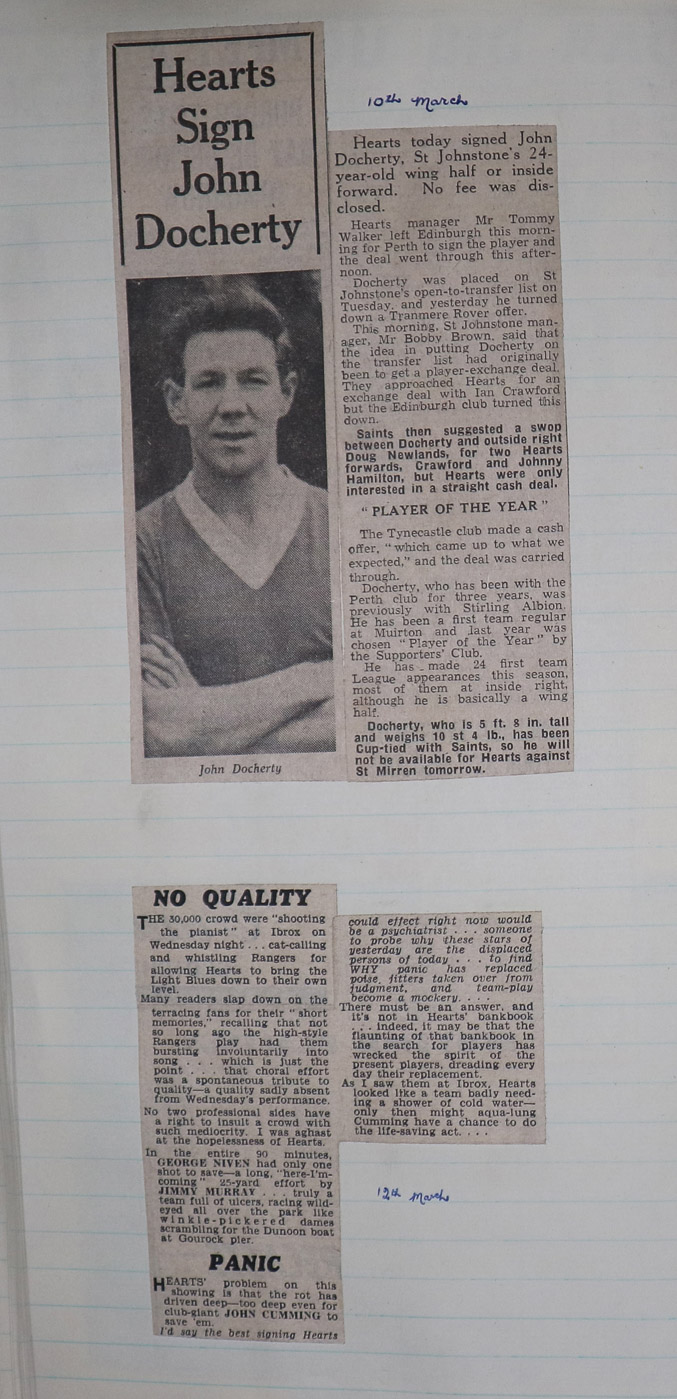 Hearts
Sign
John
Docherty
John Docherty
10th March
Hearts today signed John
Docherty, St Johnstone's 24-
year-old wing half or inside
forward. No fee was dis-
closed.
Hearts manager Mr Tommy
Walker left Edinburgh this morn-
ing for Perth to sign the player and
the deal went through this after-
noon.
Docherty was placed on St
Johnstone's open-to-transfer list on
Tuesday, and yesterday he turned
down a Tranmere Rover offer.
This morning, St Johnstone man-
ager, Mr Bobby Brown, said that
the idea in putting Docherty on
the transfer list had originally
been to get a player-exchange deal.
They approached Hearts for an
exchange deal with Ian Crawford
but the Edinburgh club turned this
down.
Saints then suggested a swop
between Docherty and outside right
Doug Newlands, for two Hearts
forwards, Crawford and Johnny
Hamilton, but Hearts were only
interested in a straight cash deal.
"PLAYER OF THE YEAR"
The Tynecastle club made a cash
offer, "which came up to what we
expected," and the deal was carried
through.
Docherty, who has been with the
Perth club for three years, was
previously with Stirling Albion.
He has been a first team regular
at Muirton and last year was
chosen "Player of the Year" by
the Supporters' Club.
He has made 24 first team
League appearances this season,
most of them at inside right,
although he is basically a wing
half.
Docherty, who is 5 ft. 8 in. tall
and weighs 10 st 4 lb., has been
Cup-tied with Saints, so he will
not be available for Hearts against
St Mirren tomorrow.
NO QUALITY
THE 30,000 crowd were "shooting
the pianist" at Ibrox on
Wednesday night . . . cat-calling
and whistling Rangers for
allowing Hearts to bring the
Light Blues down to their own
level.
Many readers slap down on the
terracing fans for their "short
memories," recalling that not
so long ago the high-style
Rangers play had them
bursting involuntarily into
song . . . which is just the
point . . . that choral effort
was a spontaneous tribute to
quality—a quality sadly absent
from Wednesday's performance.
No two professional sides have
a right to insult a crowd with
such mediocrity. I was aghast
at the hopelessness of Hearts.
In the entire 90 minutes,
GEORGE NIVEN had only one
shot to save—a long, "here-I'm-
coming" 25-yard effort by
JIMMY MURRAY . . . truly a
team full of ulcers, racing wild-
eyed all over the park like
winkle-pickered dames
scrambling for the Dunoon boat
at Gourock pier.
PANIC
HEARTS' problem on this
showing is that the rot has
driven deep—too deep even for
club-giant JOHN CUMMING to
save 'em.
I'd say the best signing Hearts
could effect right now would
be a psychiatrist . . . someone
to probe why these stars of
yesterday are the displaced
persons of today . . . to find
WHY panic has replaced
poise, jitters taken over from
judgment, and team-play
become a mockery. . . .
There must be an answer, and
it's not in Hearts' bankbook
. . . indeed, it may be that the
flaunting of that bankbook in
the search for players has
wrecked the spirit of the
present players, dreading every
day their replacement.
As I saw them at Ibrox, Hearts
looked like a team badly need-
ing a shower of cold water—
only then might aqua-lung
Cumming have a chance to do
the life-saving act. . . .
12th March